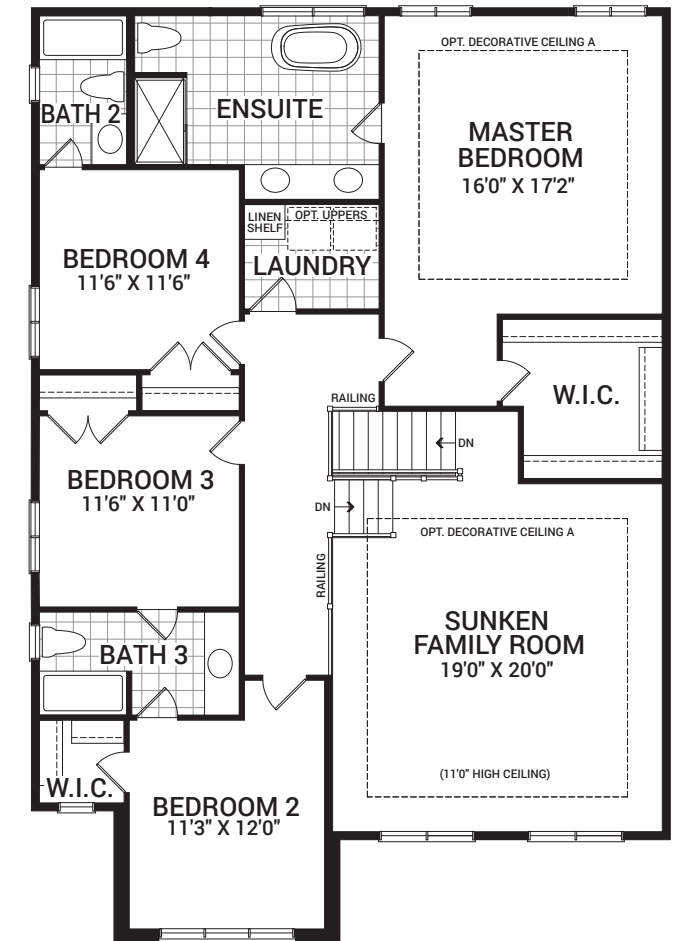 OPT. DECORATIVE CEILING A
BATH 2
ENSUITE
MASTER
BEDROOM
16'0" X 17'2"
LINEN
SHELF
OPT. UPPERS
LAUNDRY
BEDROOM 4
11'6" X 11'6"
W.I.C.
RAILING
DN
BEDROOM 3
11'6" X 11'0"
DN
OPT. DECORATIVE CEILING A
RAILING
SUNKEN
FAMILY ROOM
19'0" X 20'0"
BATH 3
(11'0" HIGH CEILING)
W.I.C.
BEDROOM 2
11'3" X 12'0"